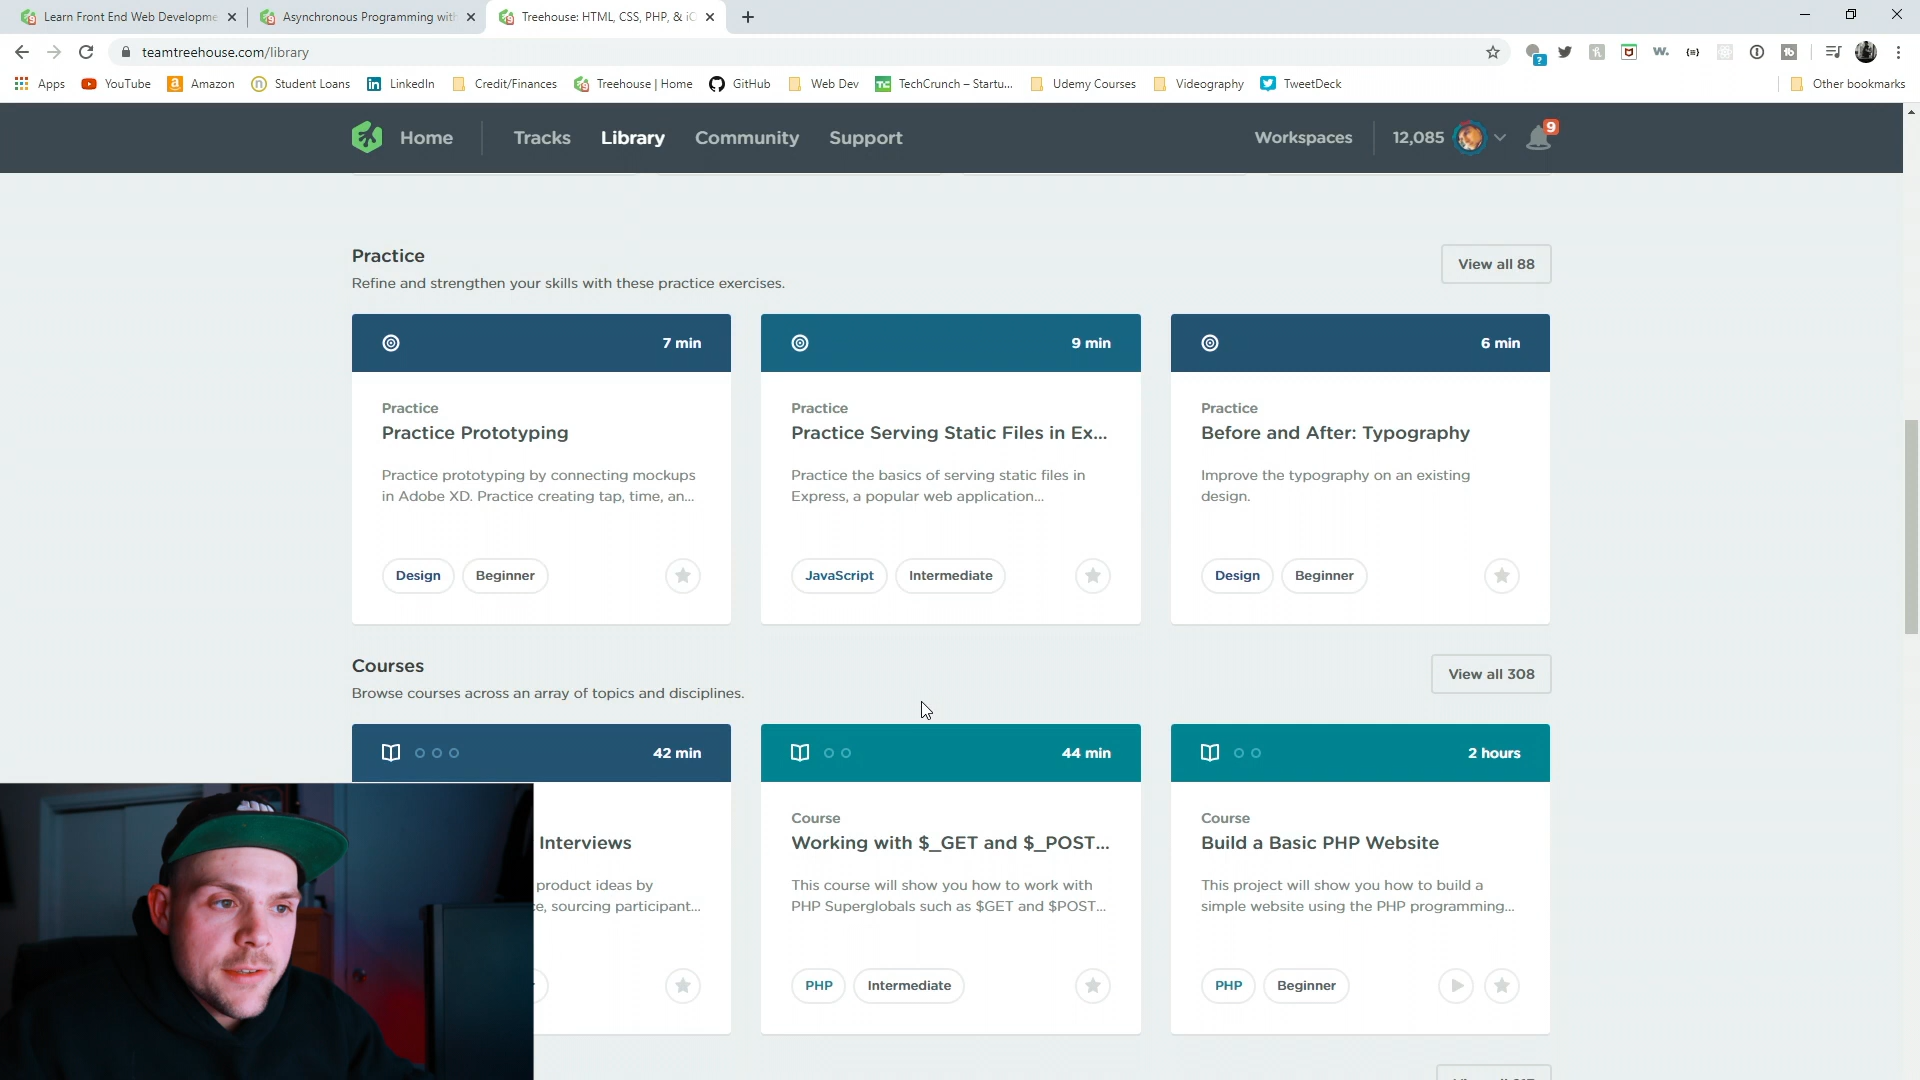 Learn Front End Web Developme
Asynchronous Programming with
Treehouse: HTML, CSS, PHP, & iO
teamtreehouse.com/library
Apps
YouTube
Amazon
Student Loans
LinkedIn
Credit/Finances
Treehouse | Home
GitHub
Web Dev
TechCrunch – Startu...
Udemy Courses
Videography
TweetDeck
Other bookmarks
Home
Tracks
Library
Community
Support
Workspaces
12,085
9
Practice
Refine and strengthen your skills with these practice exercises.
View all 88
7 min
Practice
Practice Prototyping
Practice prototyping by connecting mockups
in Adobe XD. Practice creating tap, time, an...
Design
Beginner
9 min
Practice
Practice Serving Static Files in Ex...
Practice the basics of serving static files in
Express, a popular web application...
JavaScript
Intermediate
6 min
Practice
Before and After: Typography
Improve the typography on an existing
design.
Design
Beginner
Courses
Browse courses across an array of topics and disciplines.
View all 308
42 min
Interviews
product ideas by
sourcing participant...
44 min
Course
Working with $_GET and $_POST...
This course will show you how to work with
PHP Superglobals such as $GET and $POST...
PHP
Intermediate
2 hours
Course
Build a Basic PHP Website
This project will show you how to build a
simple website using the PHP programming...
PHP
Beginner